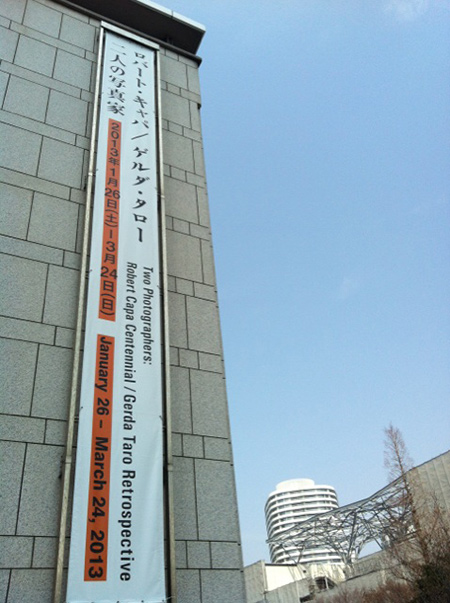 ロバート・キャパ／ゲルダ・タロー
二人の写真家
2013年1月26日(土)ー3月24日(日)
Two Photographers:
Robert Capa Centennial / Gerda Taro Retrospective
January 26 – March 24, 2013